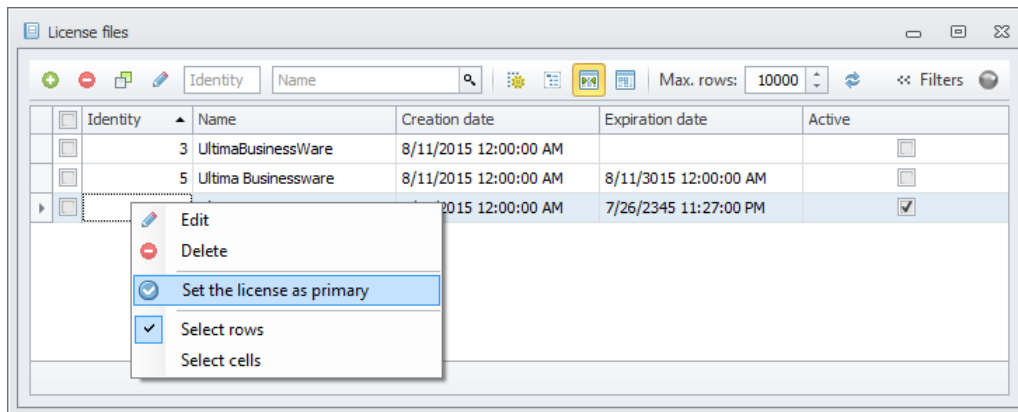 License files
Identity Name Max. rows: 10000 << Filters
Identity Name Creation date Expiration date Active
3 UltimaBusinessWare 8/11/2015 12:00:00 AM
5 Ultima Businessware 8/11/2015 12:00:00 AM 8/11/3015 12:00:00 AM
2015 12:00:00 AM 7/26/2345 11:27:00 PM
Edit
Delete
Set the license as primary
Select rows
Select cells